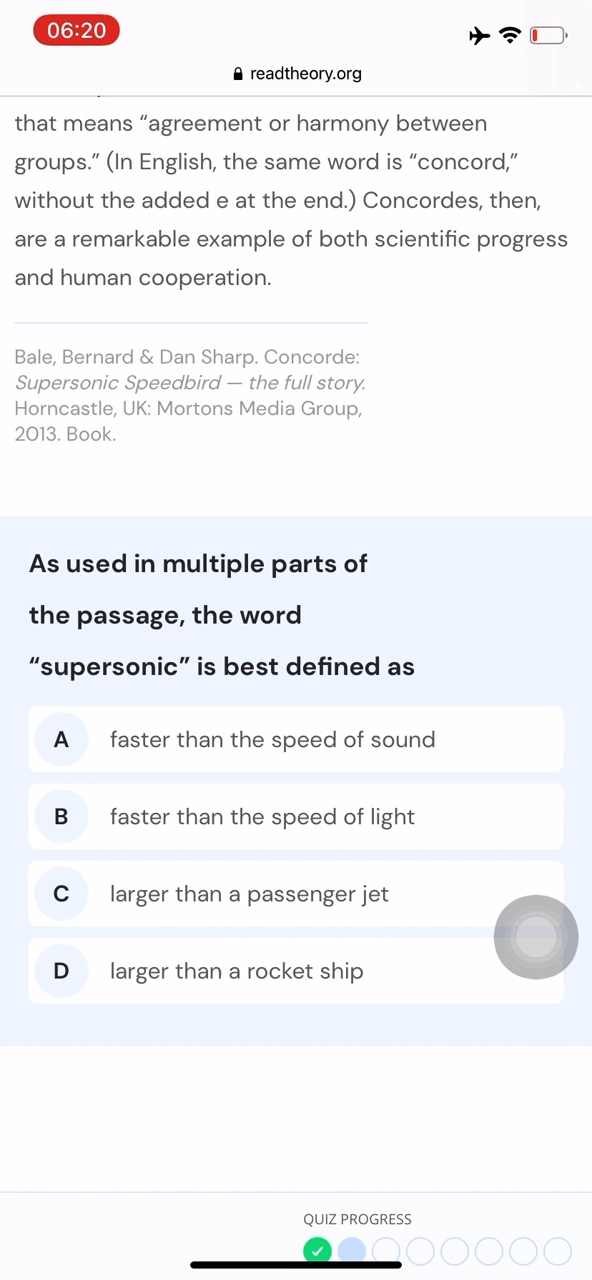 06:20
readtheory.org
that means “agreement or harmony between
groups.” (In English, the same word is “concord,”
without the added e at the end.) Concordes, then,
are a remarkable example of both scientific progress
and human cooperation.
Bale, Bernard & Dan Sharp. Concorde:
Supersonic Speedbird — the full story.
Horncastle, UK: Mortons Media Group,
2013. Book.
As used in multiple parts of
the passage, the word
“supersonic” is best defined as
A faster than the speed of sound
B faster than the speed of light
C larger than a passenger jet
D larger than a rocket ship
QUIZ PROGRESS